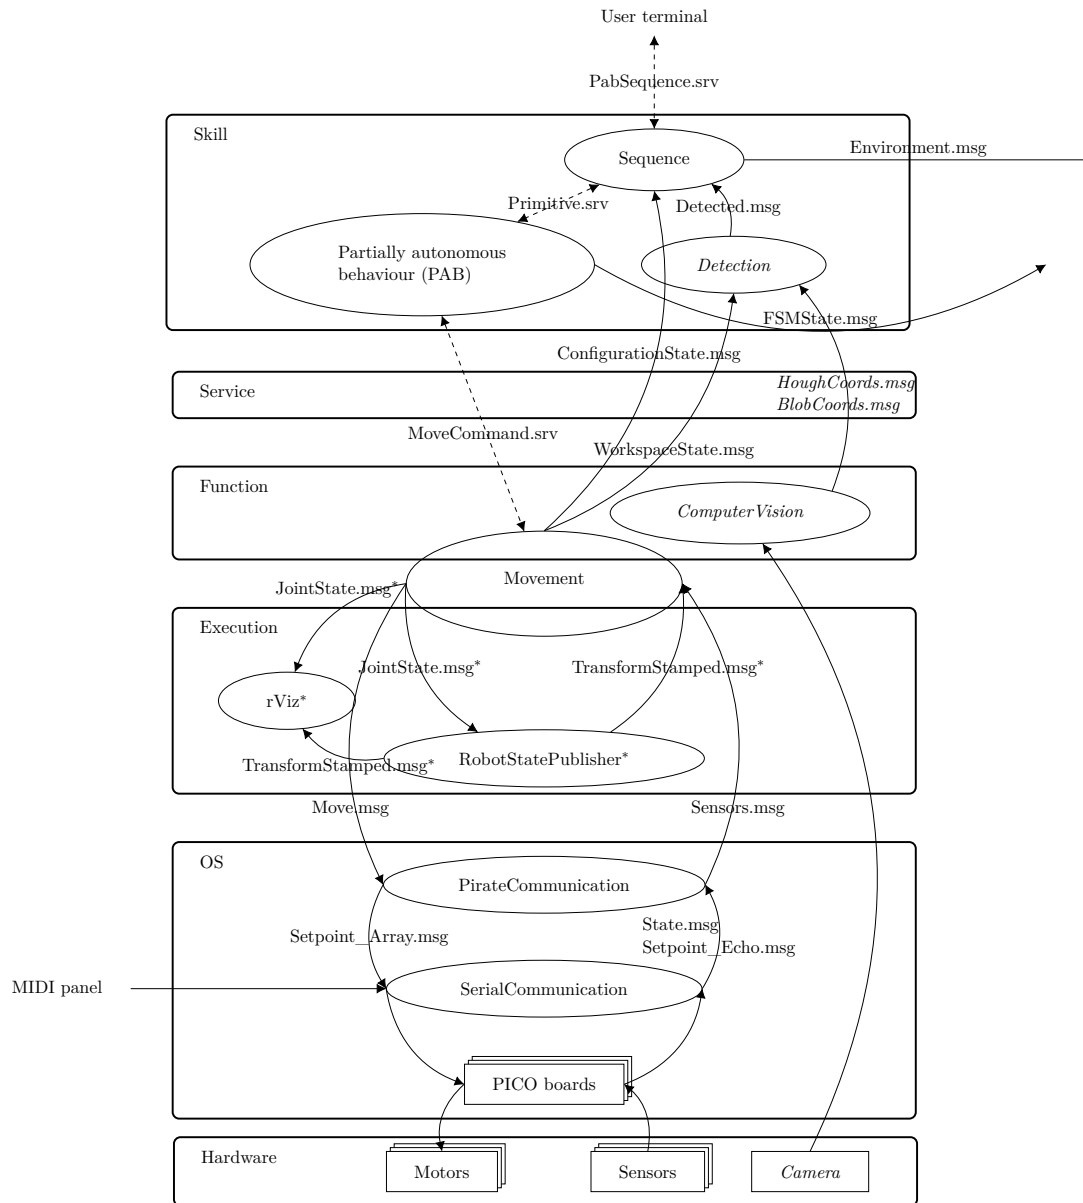 User terminal
PabSequence.srv
Skill
Sequence
Environment.msg
Primitive.srv
Detected.msg
Partially autonomous
behaviour (PAB)
Detection
FSMState.msg
ConfigurationState.msg
Service
HoughCoords.msg
BlobCoords.msg
MoveCommand.srv
WorkspaceState.msg
Function
ComputerVision
Movement
JointState.msg*
Execution
JointState.msg*
TransformStamped.msg*
rViz*
RobotStatePublisher*
TransformStamped.msg*
Move.msg
Sensors.msg
OS
PirateCommunication
State.msg
Setpoint_Array.msg
Setpoint_Echo.msg
MIDI panel
SerialCommunication
PICO boards
Hardware
Motors
Sensors
Camera